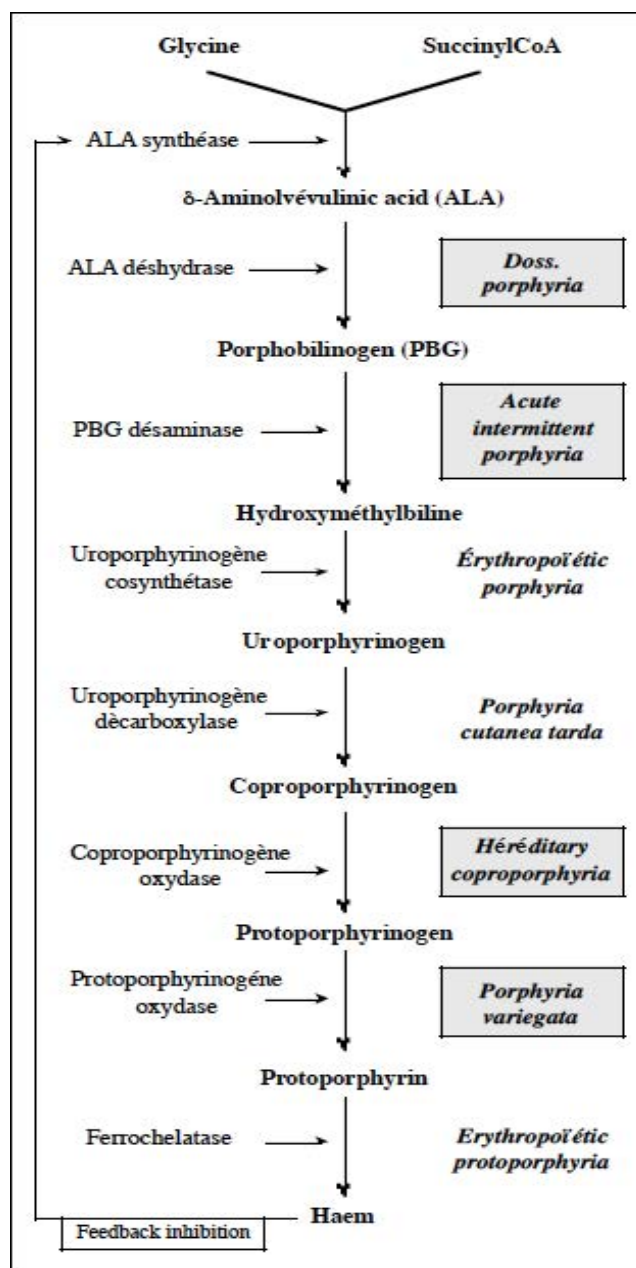 Glycine SuccinylCoA
ALA synthéase
δ-Aminolvévulinic acid (ALA)
ALA déshydrase
Doss.
porphyria
Porphobilinogen (PBG)
PBG désaminase
Acute
intermittent
porphyria
Hydroxyméthylbiline
Uroporphyrinogène
cosynthétase
Érythropoïétic
porphyria
Uroporphyrinogen
Uroporphyrinogène
dècarboxylase
Porphyria
cutanea tarda
Coproporphyrinogen
Coproporphyrinogène
oxydase
Héréditary
coproporphyria
Protoporphyrinogen
Protoporphyrinogéne
oxydase
Porphyria
variegata
Protoporphyrin
Ferrochelatase
Erythropoïétic
protoporphyria
Haem
Feedback inhibition